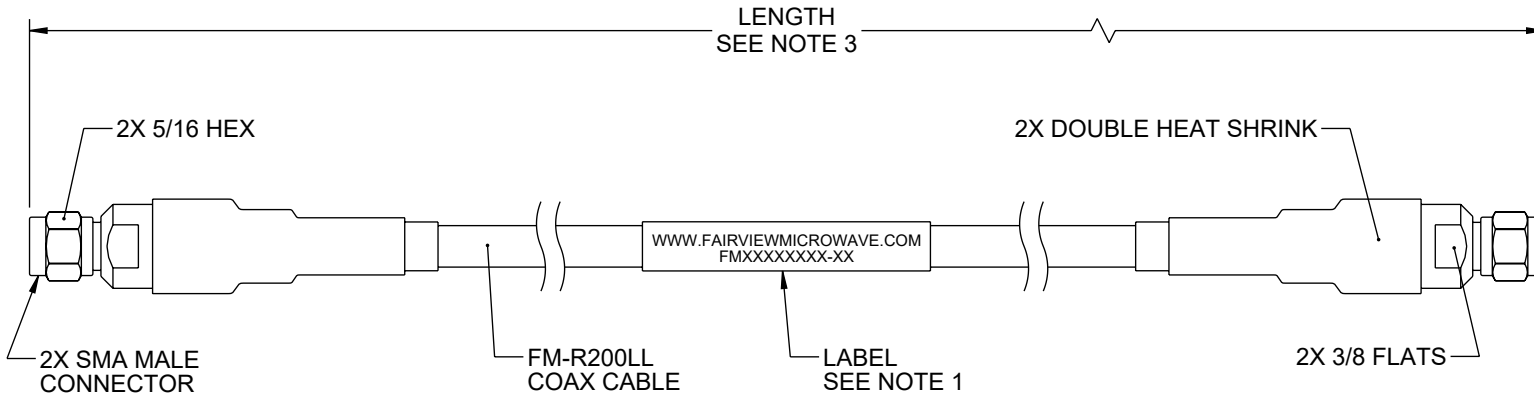 LENGTH
SEE NOTE 3
2X 5/16 HEX
2X DOUBLE HEAT SHRINK
WWW.FAIRVIEWMICROWAVE.COM
FMXXXXXXXX-XX
2X SMA MALE
CONNECTOR
FM-R200LL
COAX CABLE
LABEL
SEE NOTE 1
2X 3/8 FLATS